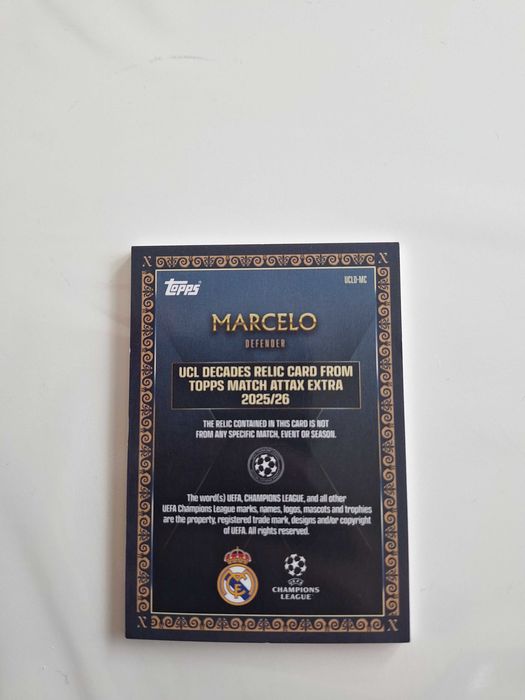 X X
Topps
UCLD-MC
MARCELO
DEFENDER
UCL DECADES RELIC CARD FROM
TOPPS MATCH ATTAX EXTRA
2025/26
THE RELIC CONTAINED IN THIS CARD IS NOT
FROM ANY SPECIFIC MATCH, EVENT OR SEASON.
The word(s) UEFA, CHAMPIONS LEAGUE, and all other
UEFA Champions League marks, names, logos, mascots and trophies
are the property, registered trade mark, designs and/or copyright
of UEFA. All rights reserved.
CHAMPIONS
LEAGUE
X X